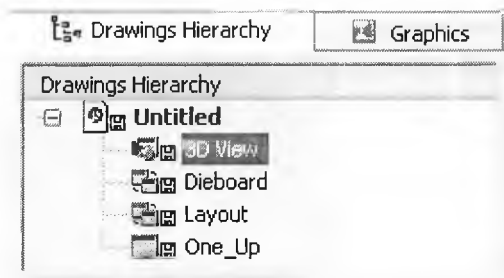 Drawings Hierarchy Graphics
Drawings Hierarchy
Untitled
3D View
Dieboard
Layout
One_Up